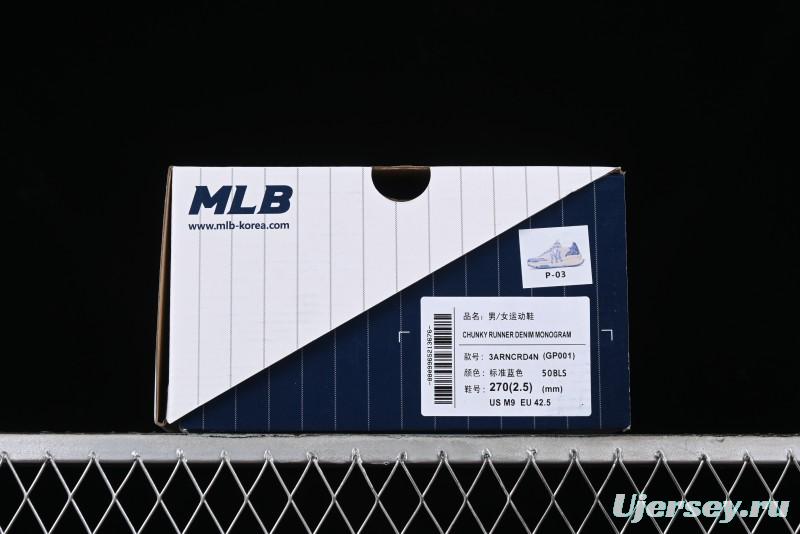 MLB
www.mlb-korea.com
P-03
品名：男/女运动鞋
CHUNKY RUNNER DENIM MONOGRAM
款号：3ARNCRD4N (GP001)
颜色：标准蓝色 50BLS
鞋号：270(2.5) (mm)
US M9 EU 42.5
Ujersey.ru